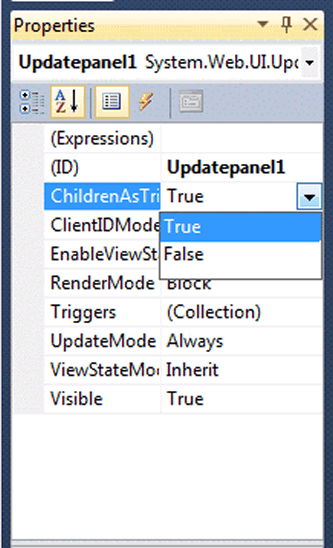 Properties
Updatepanel1 System.Web.UI.Upc
A
Z
(Expressions)
(ID) Updatepanel1
ChildrenAsTri True
True
ClientIDMode
False
EnableViewSt
RenderMode Block
Triggers (Collection)
UpdateMode Always
ViewStateMod Inherit
Visible True